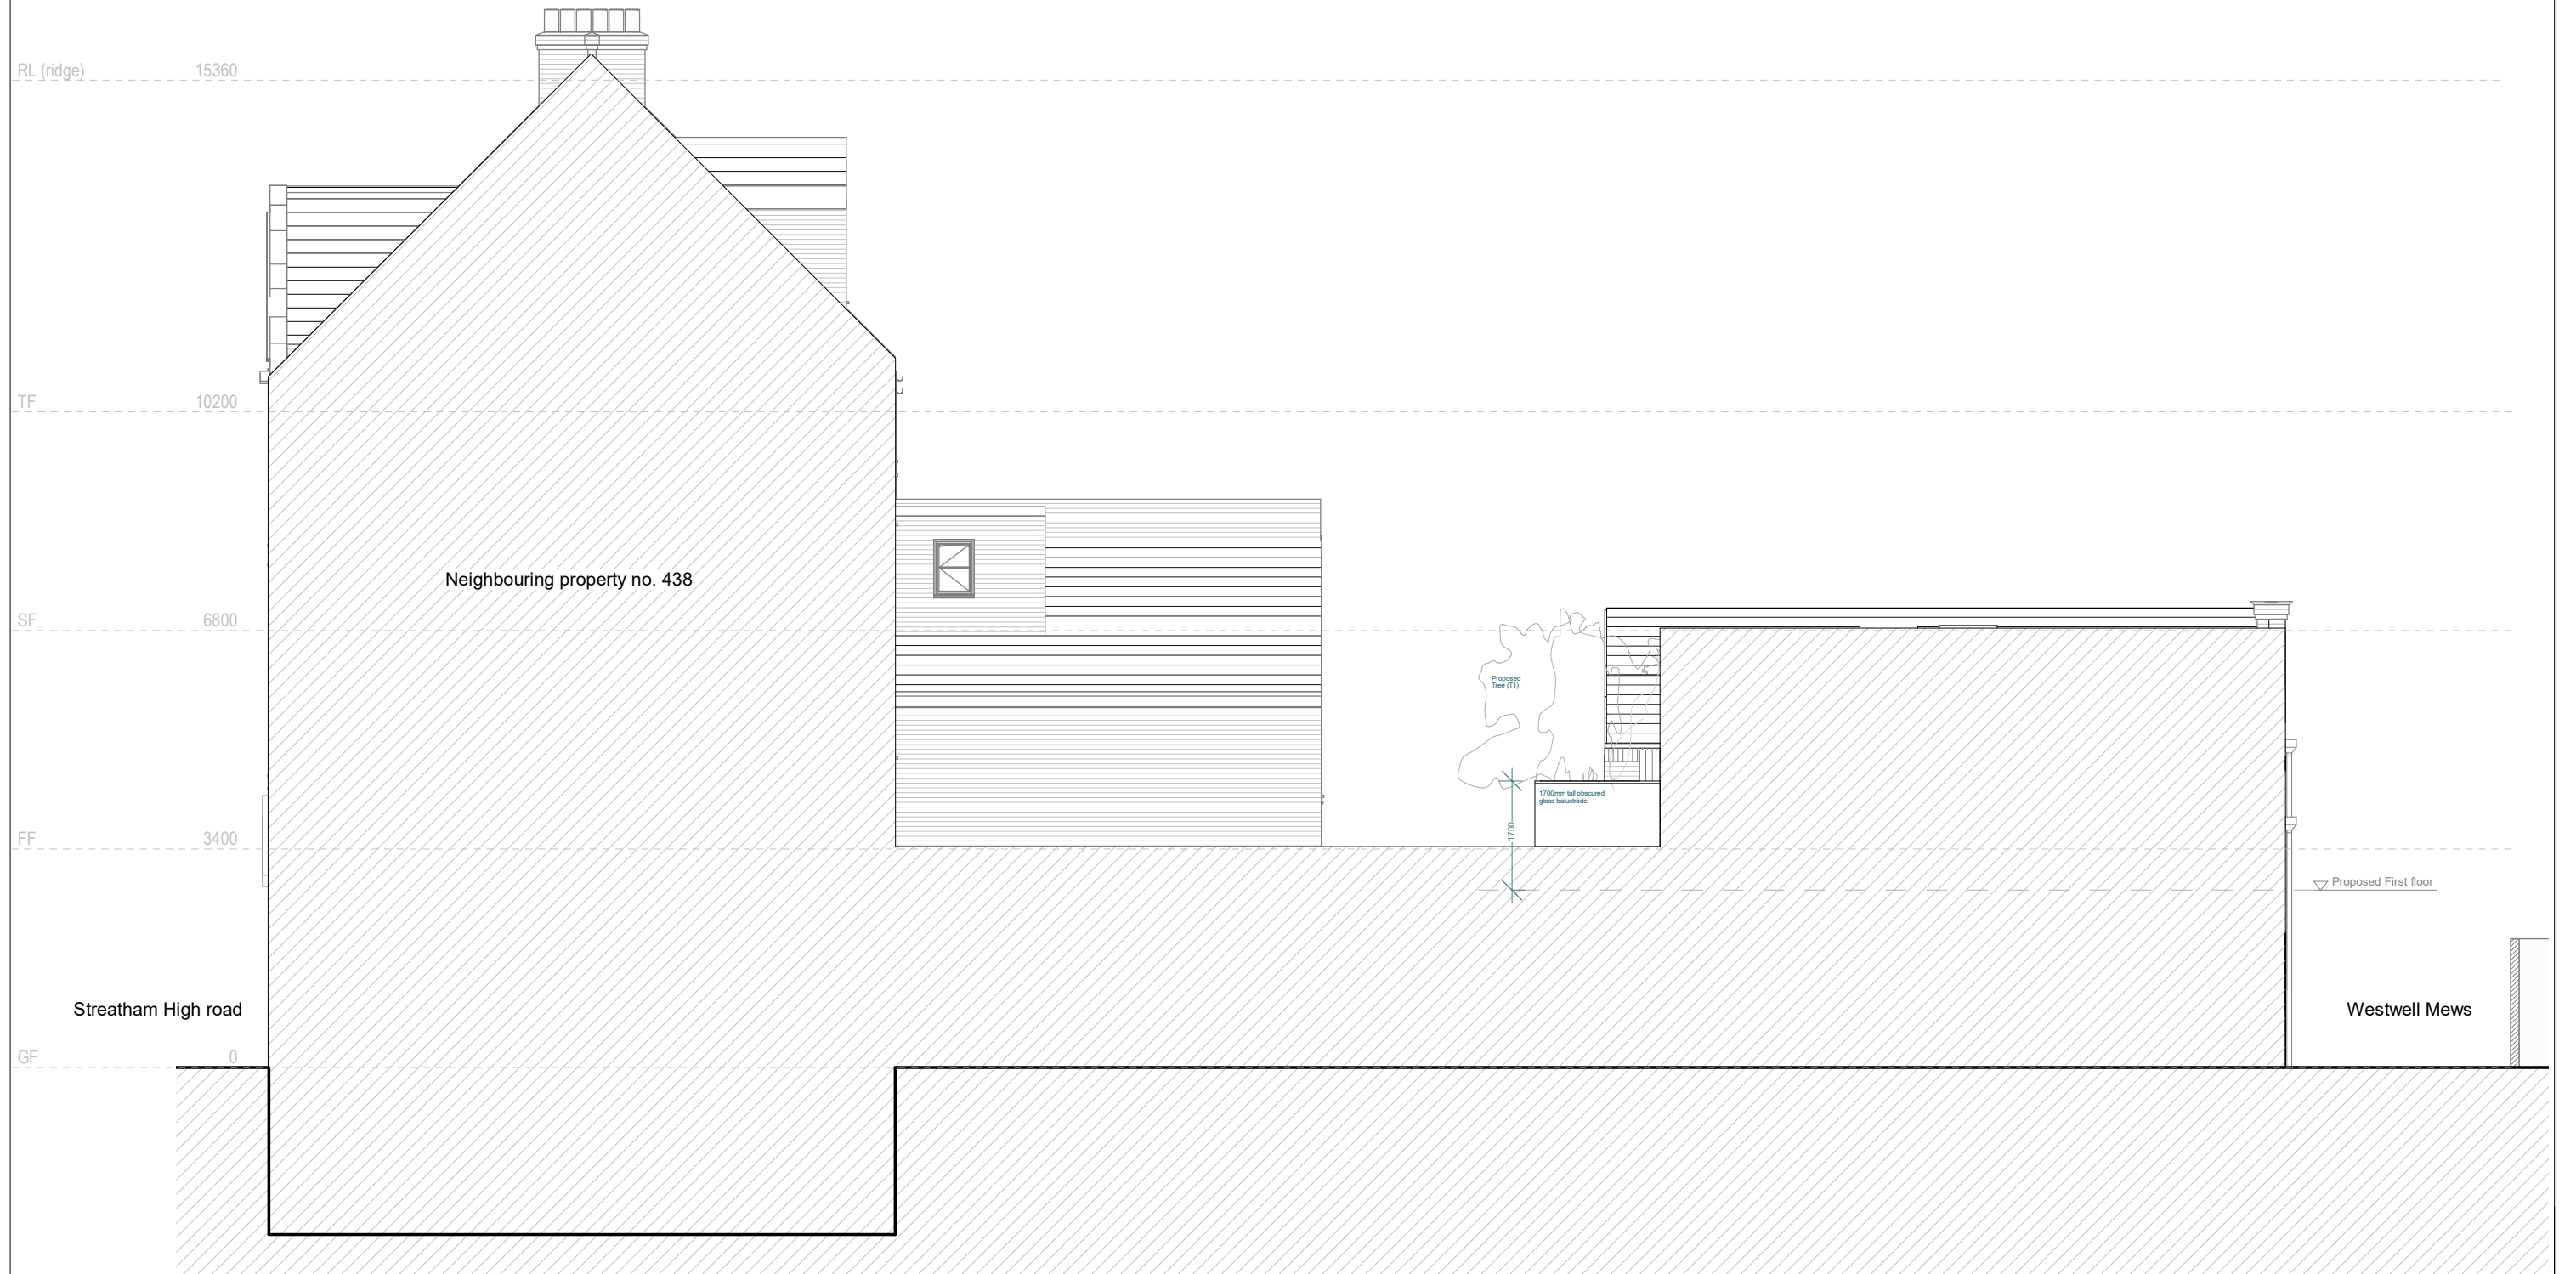 RL (ridge) 15360
TF 10200
Neighbouring property no. 438
SF 6800
Proposed
Tree (T1)
1700mm tall obscured
glass balustrade
1700
FF 3400
Proposed First floor
Streatham High road
Westwell Mews
GF 0